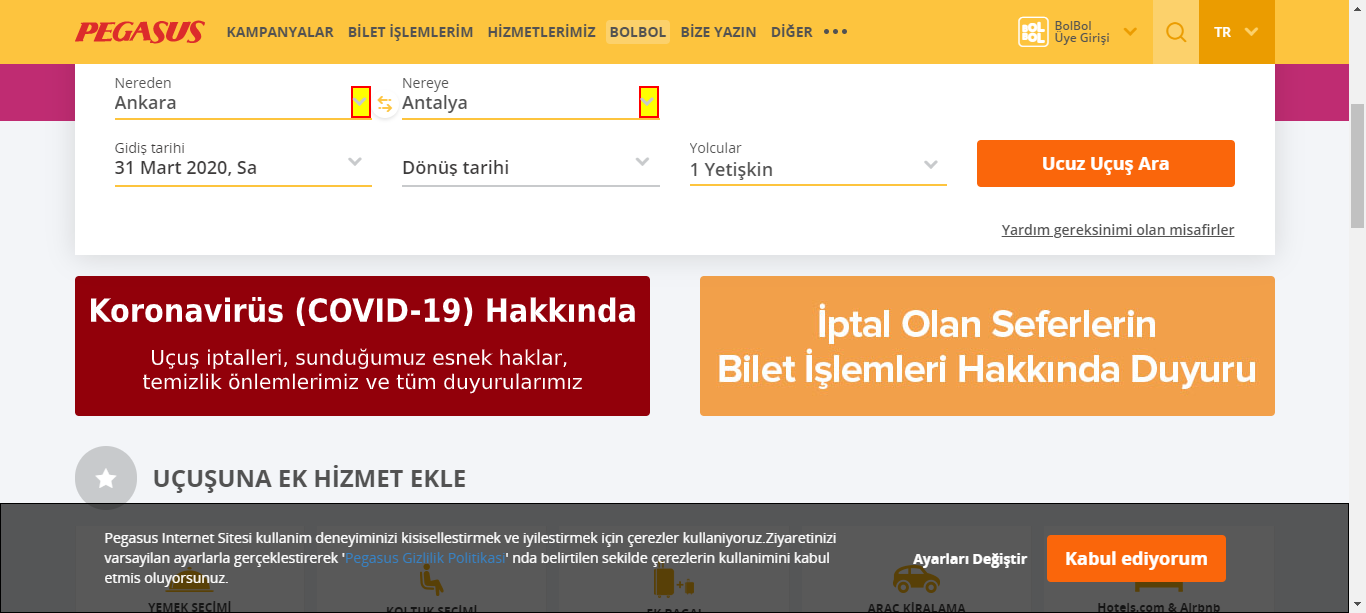 PEGASUS KAMPANYALAR BİLET İŞLEMLERİM HİZMETLERİMİZ BOLBOL BİZE YAZIN DİĞER ••• BOL BOL BolBol Üye Girişi TR
Nereden Nereye
Ankara Antalya
Gidiş tarihi Yolcular
31 Mart 2020, Sa Dönüş tarihi 1 Yetişkin Ucuz Uçuş Ara
Yardım gereksinimi olan misafirler
Koronavirüs (COVID-19) Hakkında
Uçuş iptalleri, sunduğumuz esnek haklar,
temizlik önlemlerimiz ve tüm duyurularımız
İptal Olan Seferlerin
Bilet İşlemleri Hakkında Duyuru
UÇUŞUNA EK HİZMET EKLE
Pegasus Internet Sitesi kullanim deneyiminizi kisisellestirmek ve iyilestirmek için çerezler kullaniyoruz.Ziyaretinizi
varsayilan ayarlarla gerçeklestirerek 'Pegasus Gizlilik Politikasi' nda belirtilen sekilde çerezlerin kullanimini kabul
etmis oluyorsunuz.
Ayarları Değiştir Kabul ediyorum
YEMEK SEÇİMİ KOLTUK SEÇİMİ EK BAGAJ ARAÇ KİRALAMA Hotels.com & Airbnb